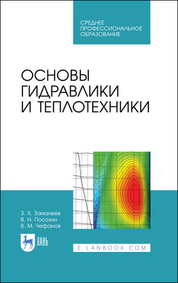 СРЕДНЕЕ
ПРОФЕССИОНАЛЬНОЕ
ОБРАЗОВАНИЕ
ОСНОВЫ
ГИДРАВЛИКИ
И ТЕПЛОТЕХНИКИ
З. Х. Замалеев
В. Н. Посохин
В. М. Чефанов
ЛАНЬ
E.LANBOOK.COM